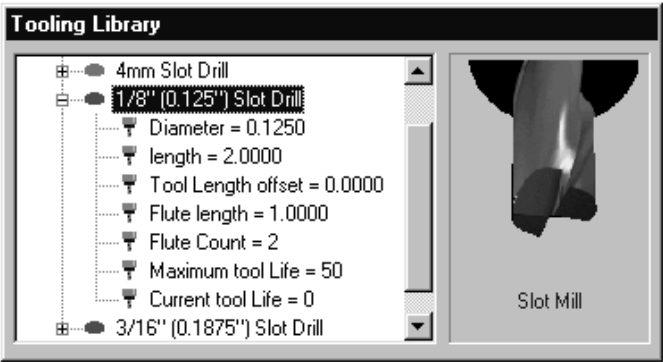 Tooling Library
4mm Slot Drill
1/8" (0.125") Slot Drill
Diameter = 0.1250
length = 2.0000
Tool Length offset = 0.0000
Flute length = 1.0000
Flute Count = 2
Maximum tool Life = 50
Current tool Life = 0
3/16" (0.1875") Slot Drill
Slot Mill